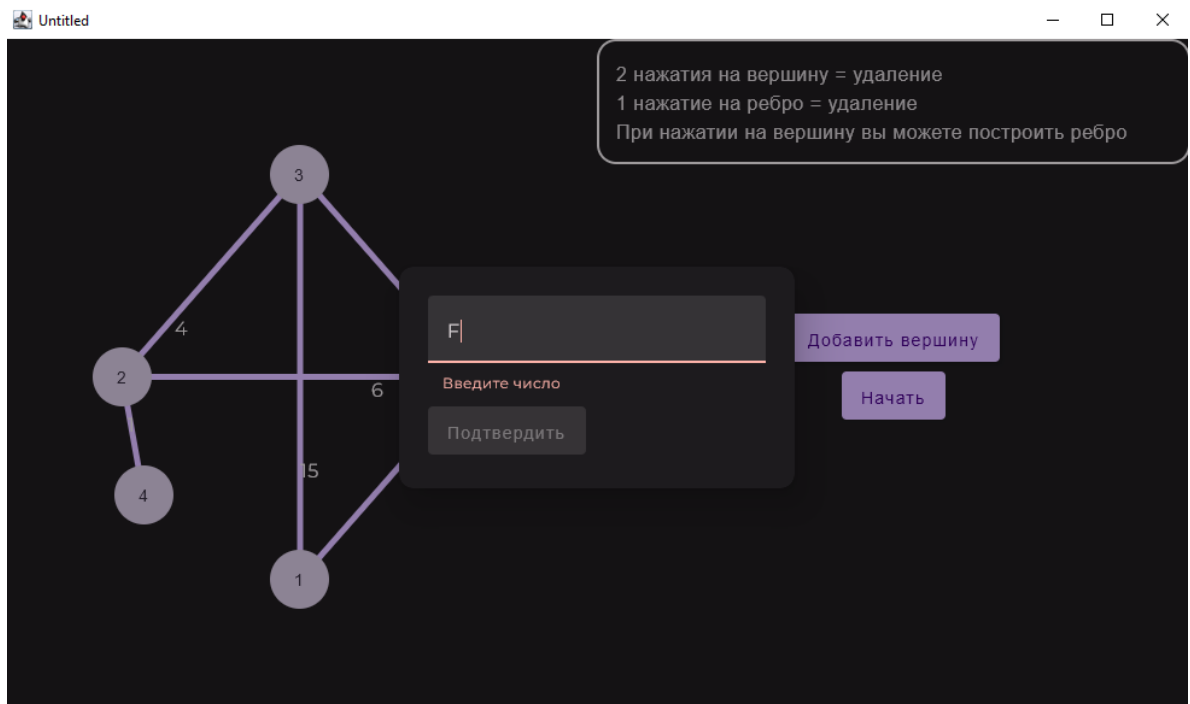 Untitled
2 нажатия на вершину = удаление
1 нажатие на ребро = удаление
При нажатии на вершину вы можете построить ребро
3
4
2
6
15
4
1
F
Введите число
Подтвердить
Добавить вершину
Начать